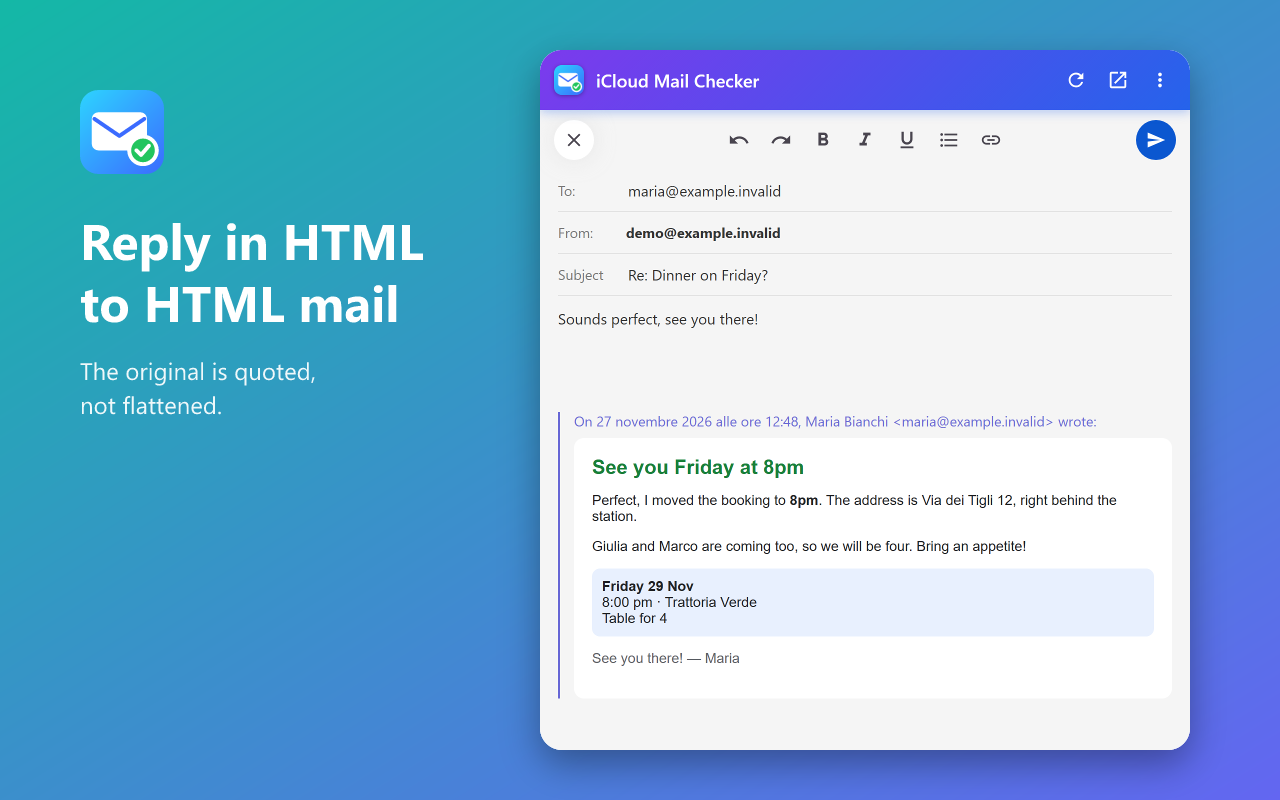 Reply in HTML
to HTML mail
The original is quoted,
not flattened.
iCloud Mail Checker
B I U
To: maria@example.invalid
From: demo@example.invalid
Subject Re: Dinner on Friday?
Sounds perfect, see you there!
On 27 novembre 2026 alle ore 12:48, Maria Bianchi <maria@example.invalid> wrote:
See you Friday at 8pm
Perfect, I moved the booking to 8pm. The address is Via dei Tigli 12, right behind the
station.
Giulia and Marco are coming too, so we will be four. Bring an appetite!
Friday 29 Nov
8:00 pm · Trattoria Verde
Table for 4
See you there! — Maria